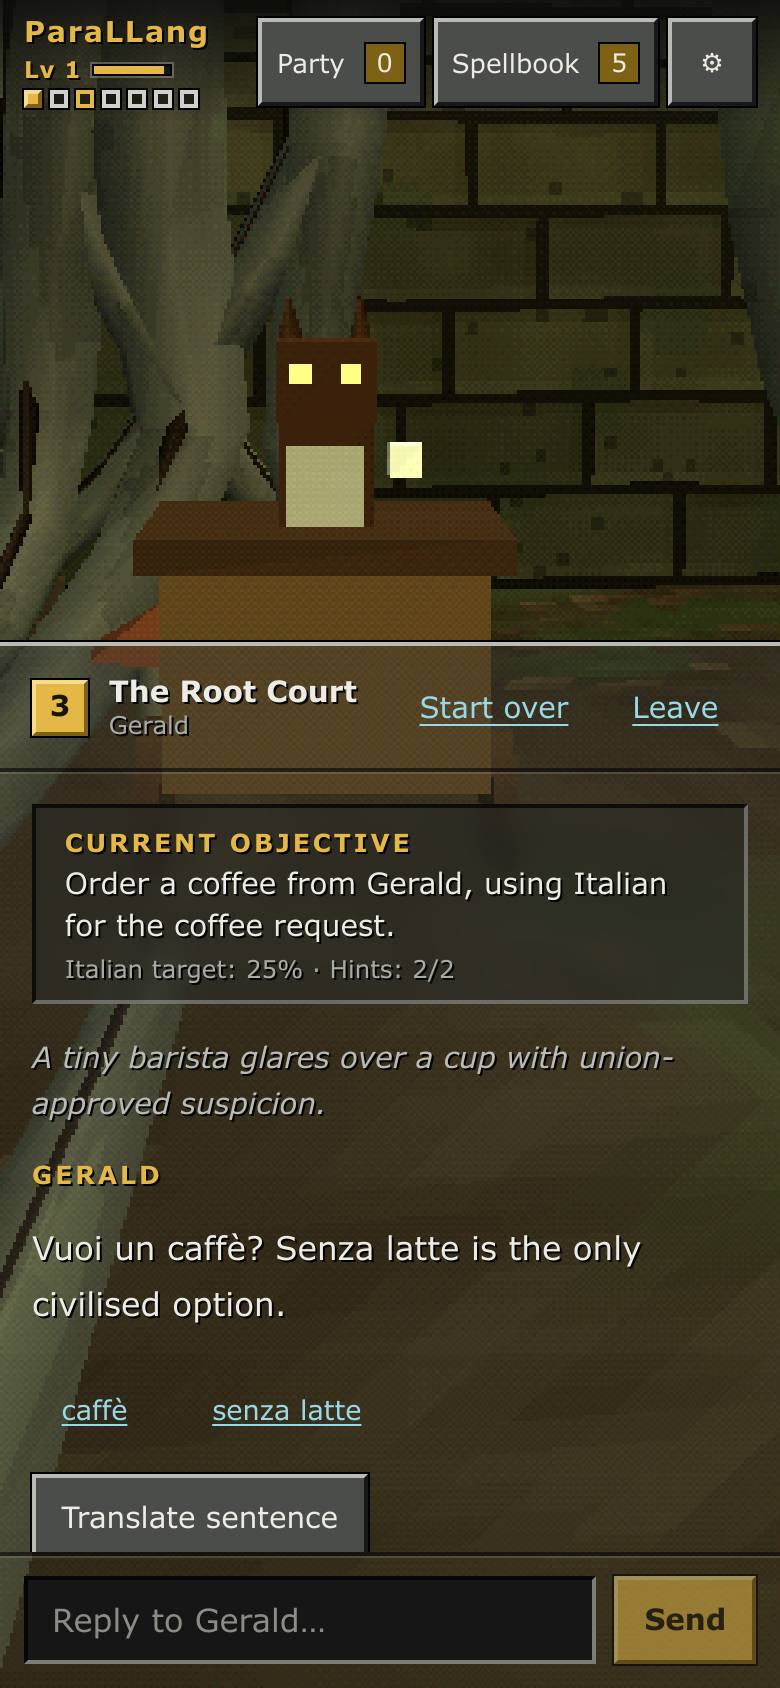 ParaLLang
Lv 1
Party 0
Spellbook 5
⚙
3
The Root Court
Gerald
Start over
Leave
CURRENT OBJECTIVE
Order a coffee from Gerald, using Italian
for the coffee request.
Italian target: 25% · Hints: 2/2
A tiny barista glares over a cup with union-
approved suspicion.
GERALD
Vuoi un caffè? Senza latte is the only
civilised option.
caffè
senza latte
Translate sentence
Reply to Gerald…
Send